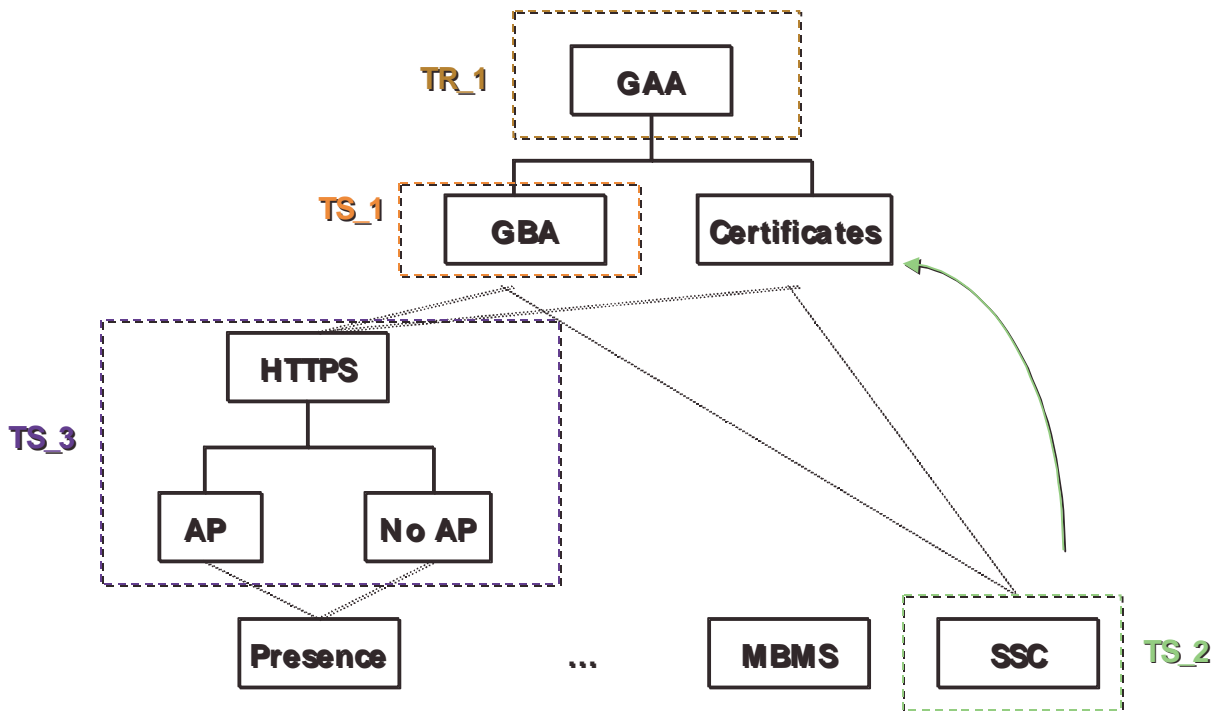 TR_1
GAA
TS_1
GBA
Certificates
HTTPS
TS_3
AP
No AP
Presence
...
MBMS
SSC
TS_2